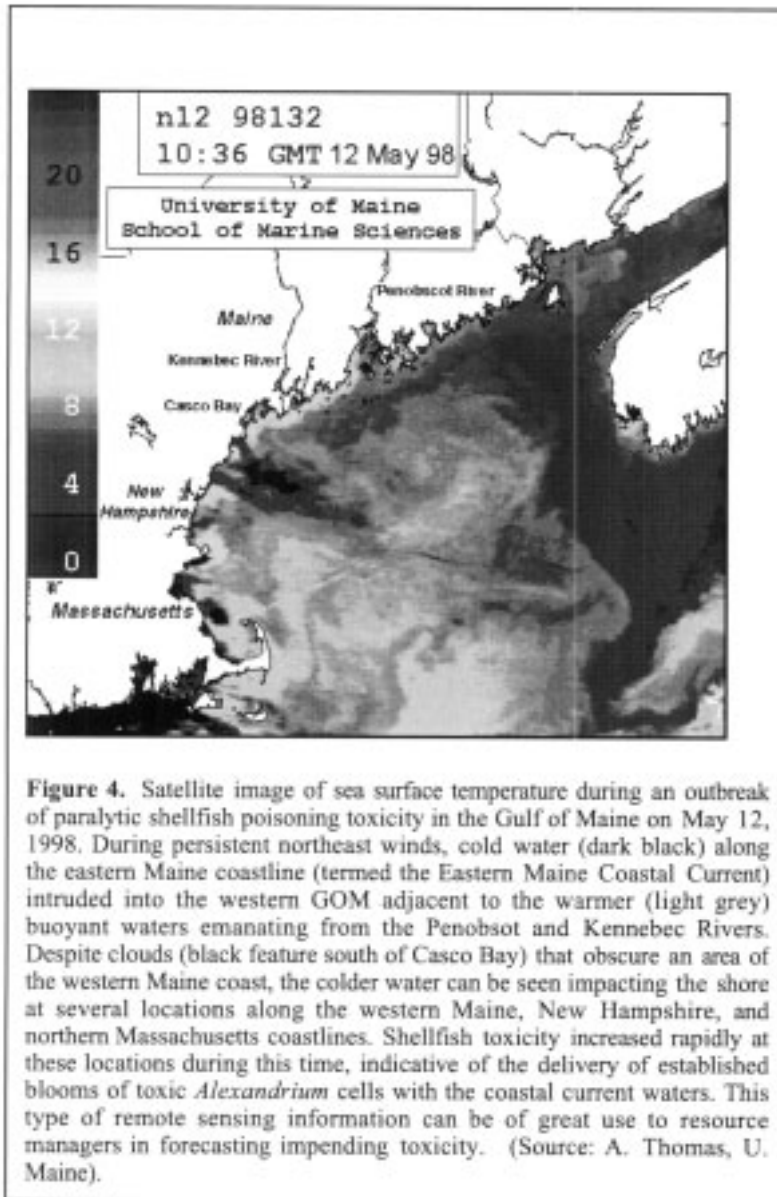 n12 98132
10:36 GMT 12 May 98
University of Maine
School of Marine Sciences
20
16
12
8
4
0
Penobscot River
Maine
Kennebec River
Casco Bay
New
Hampshire
Massachusetts
Figure 4. Satellite image of sea surface temperature during an outbreak
of paralytic shellfish poisoning toxicity in the Gulf of Maine on May 12,
1998. During persistent northeast winds, cold water (dark black) along
the eastern Maine coastline (termed the Eastern Maine Coastal Current)
intruded into the western GOM adjacent to the warmer (light grey)
buoyant waters emanating from the Penobsot and Kennebec Rivers.
Despite clouds (black feature south of Casco Bay) that obscure an area of
the western Maine coast, the colder water can be seen impacting the shore
at several locations along the western Maine, New Hampshire, and
northern Massachusetts coastlines. Shellfish toxicity increased rapidly at
these locations during this time, indicative of the delivery of established
blooms of toxic Alexandrium cells with the coastal current waters. This
type of remote sensing information can be of great use to resource
managers in forecasting impending toxicity. (Source: A. Thomas, U.
Maine).